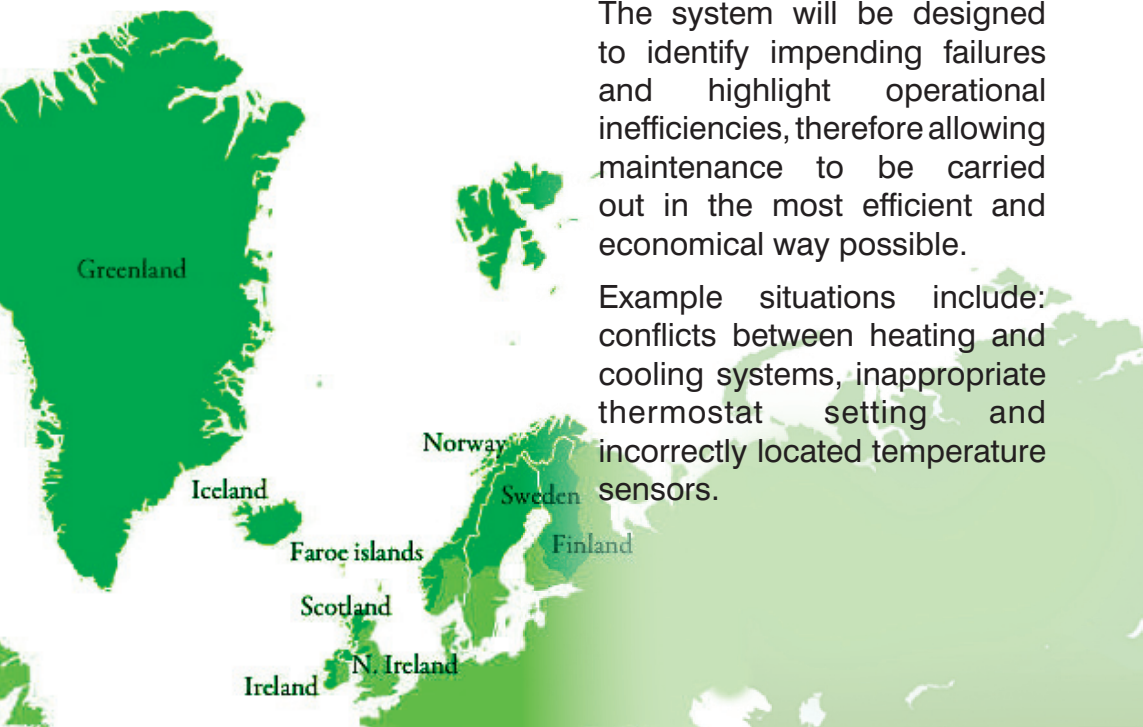 The system will be designed
to identify impending failures
and highlight operational
inefficiencies, therefore allowing
maintenance to be carried
out in the most efficient and
economical way possible.
Example situations include:
conflicts between heating and
cooling systems, inappropriate
thermostat setting and
incorrectly located temperature
sensors.
Greenland
Norway
Iceland
Sweden
Faroe islands
Finland
Scotland
N. Ireland
Ireland